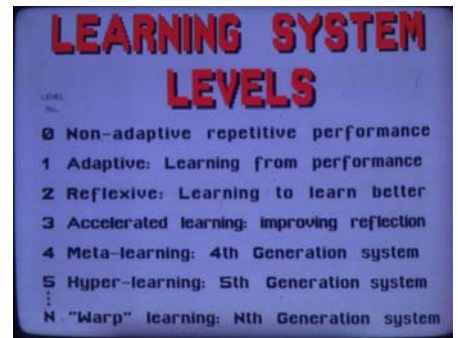 LEARNING SYSTEM
LEVELS
LEVEL
No.
0 Non-adaptive repetitive performance
1 Adaptive: Learning from performance
2 Reflexive: Learning to learn better
3 Accelerated learning: improving reflection
4 Meta-learning: 4th Generation system
5 Hyper-learning: 5th Generation system
⋮
N "Warp" learning: Nth Generation system